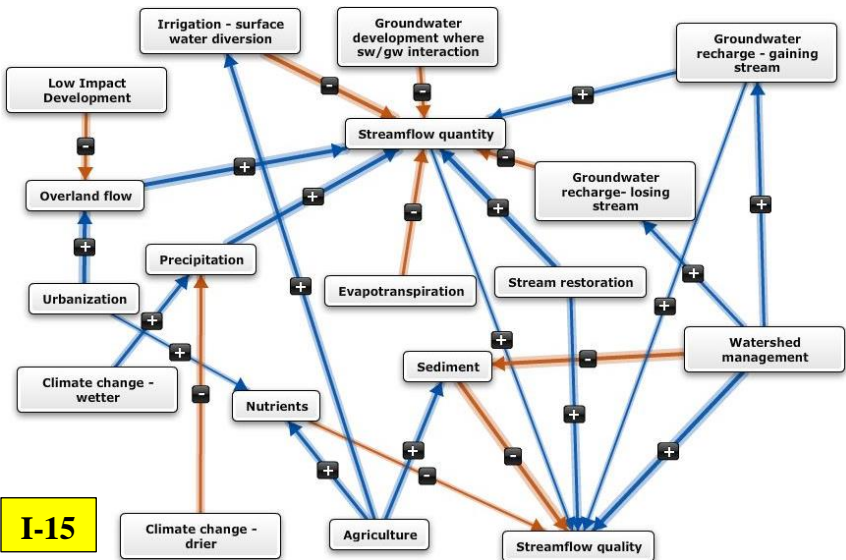 Irrigation - surface
water diversion
Groundwater
development where
sw/gw interaction
Groundwater
recharge - gaining
stream
Low Impact
Development
-
-
+
Streamflow quantity
-
+
-
Groundwater
recharge- losing
stream
Overland flow
+
-
+
+
+
Precipitation
+
Urbanization
+
Evapotranspiration
Stream restoration
+
+
+
+
Watershed
management
Sediment
-
Climate change -
wetter
-
Nutrients
+
+
-
+
+
-
I-15
Climate change -
drier
Agriculture
Streamflow quality